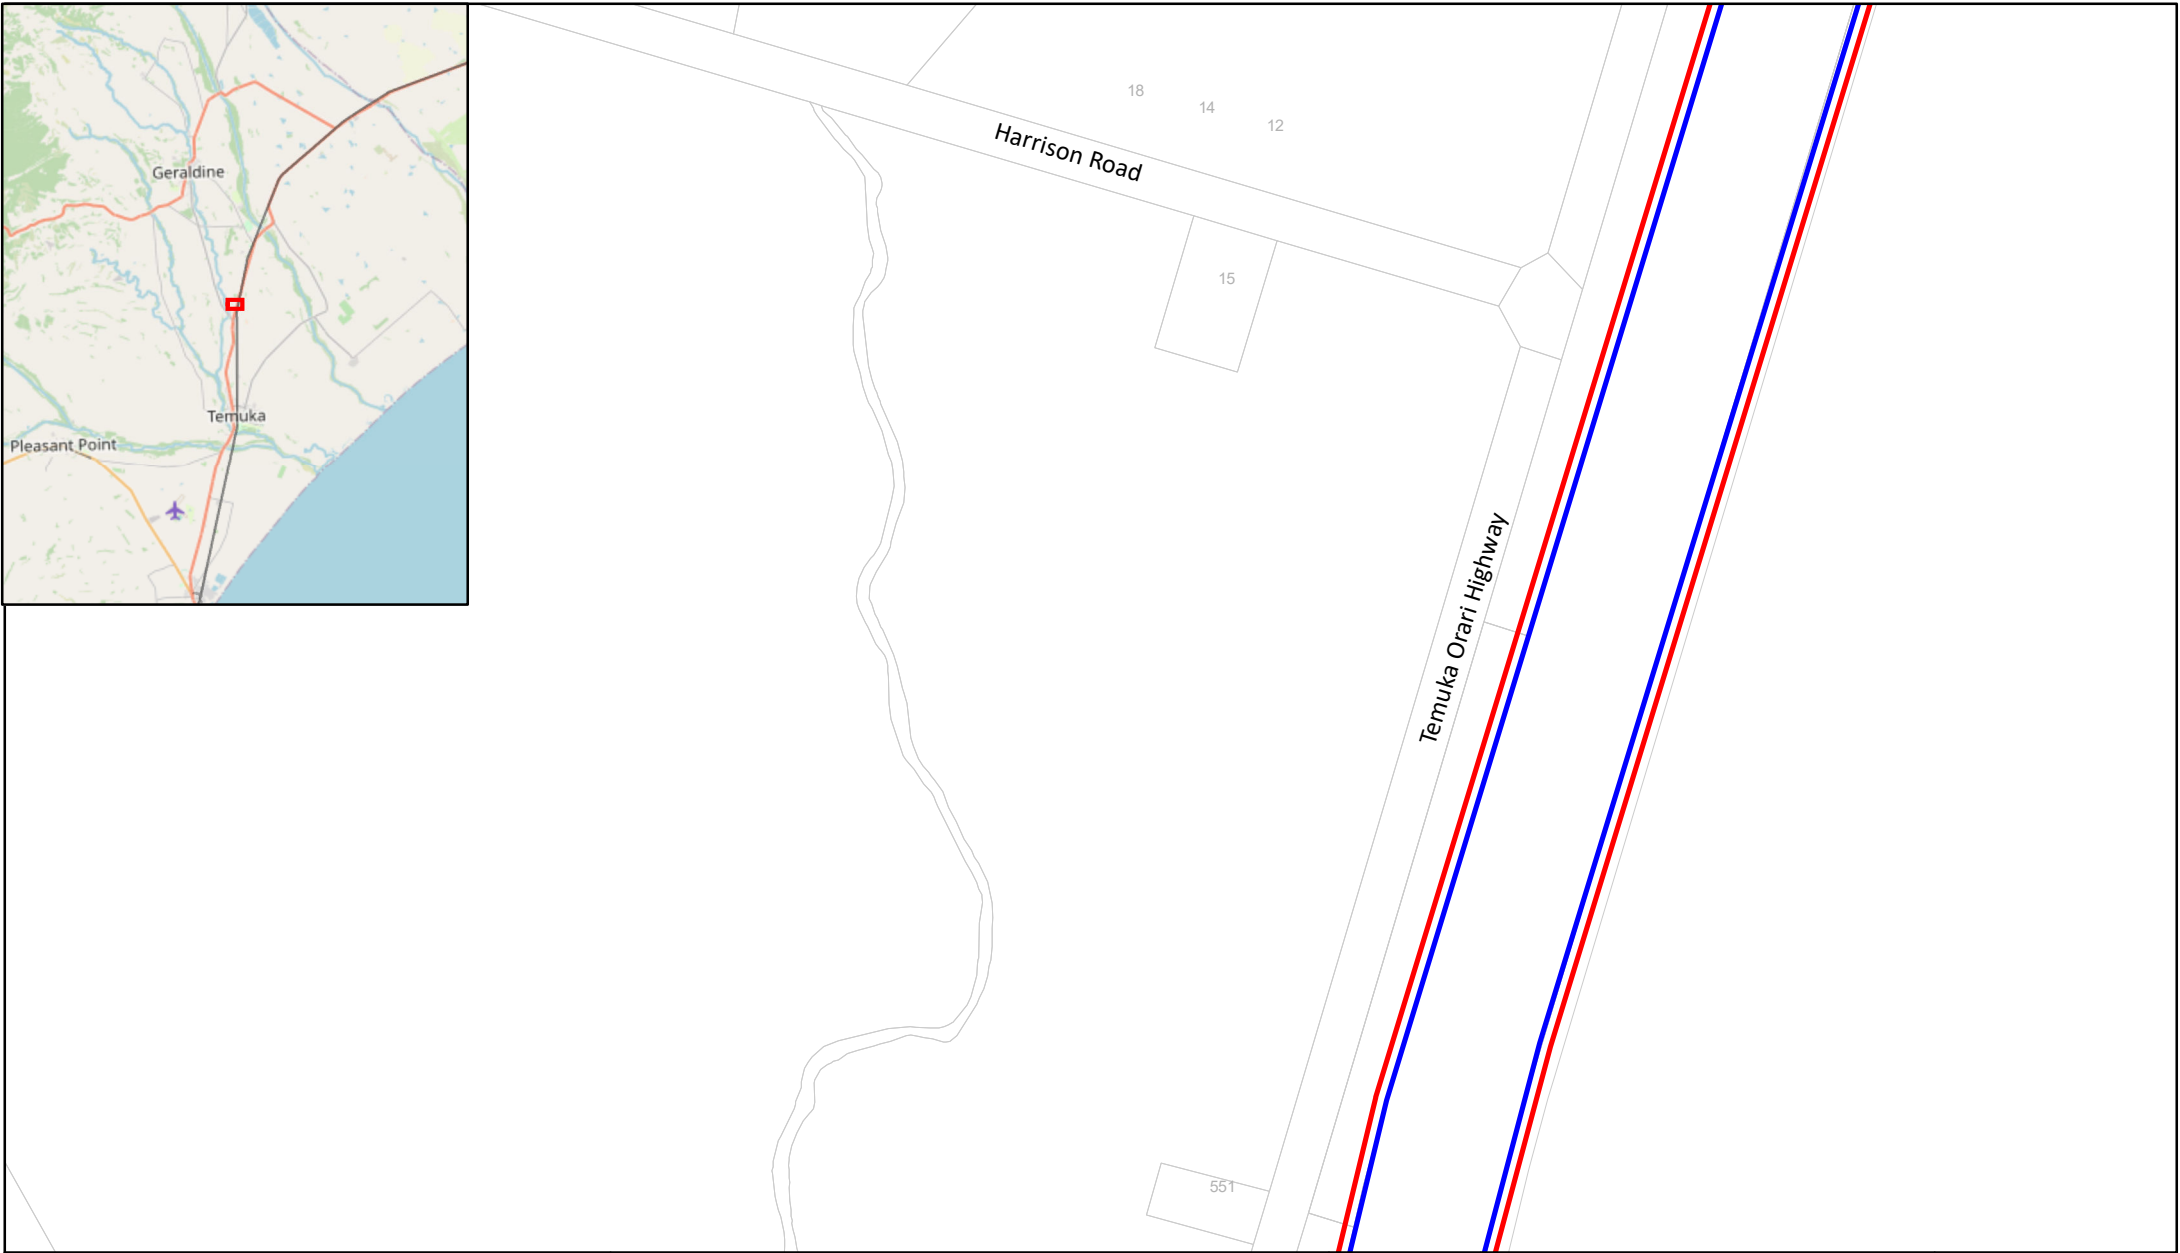 Geraldine
Temuka
Pleasant Point
18
14
12
Harrison Road
15
Temuka Orari Highway
551